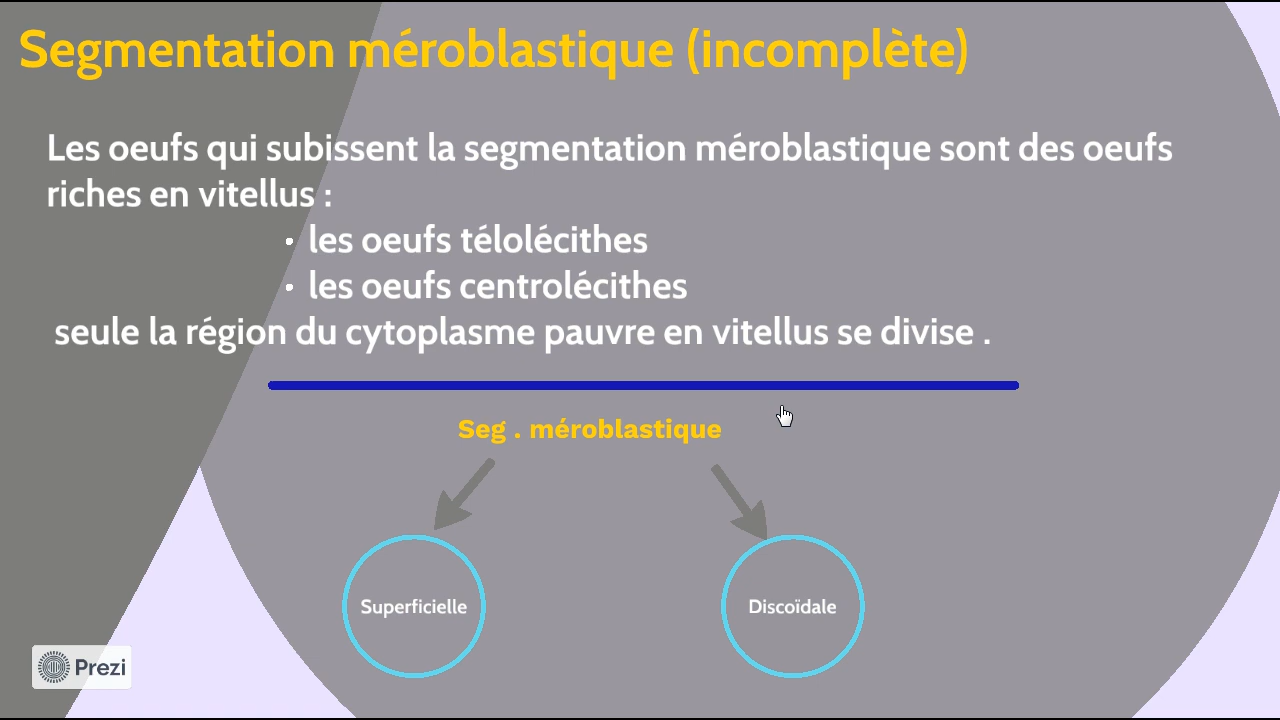 Segmentation méroblastique (incomplète)
Les oeufs qui subissent la segmentation méroblastique sont des oeufs
riches en vitellus :
• les oeufs télolécithes
• les oeufs centrolécithes
seule la région du cytoplasme pauvre en vitellus se divise .
Seg . méroblastique
Superficielle
Discoïdale
Prezi